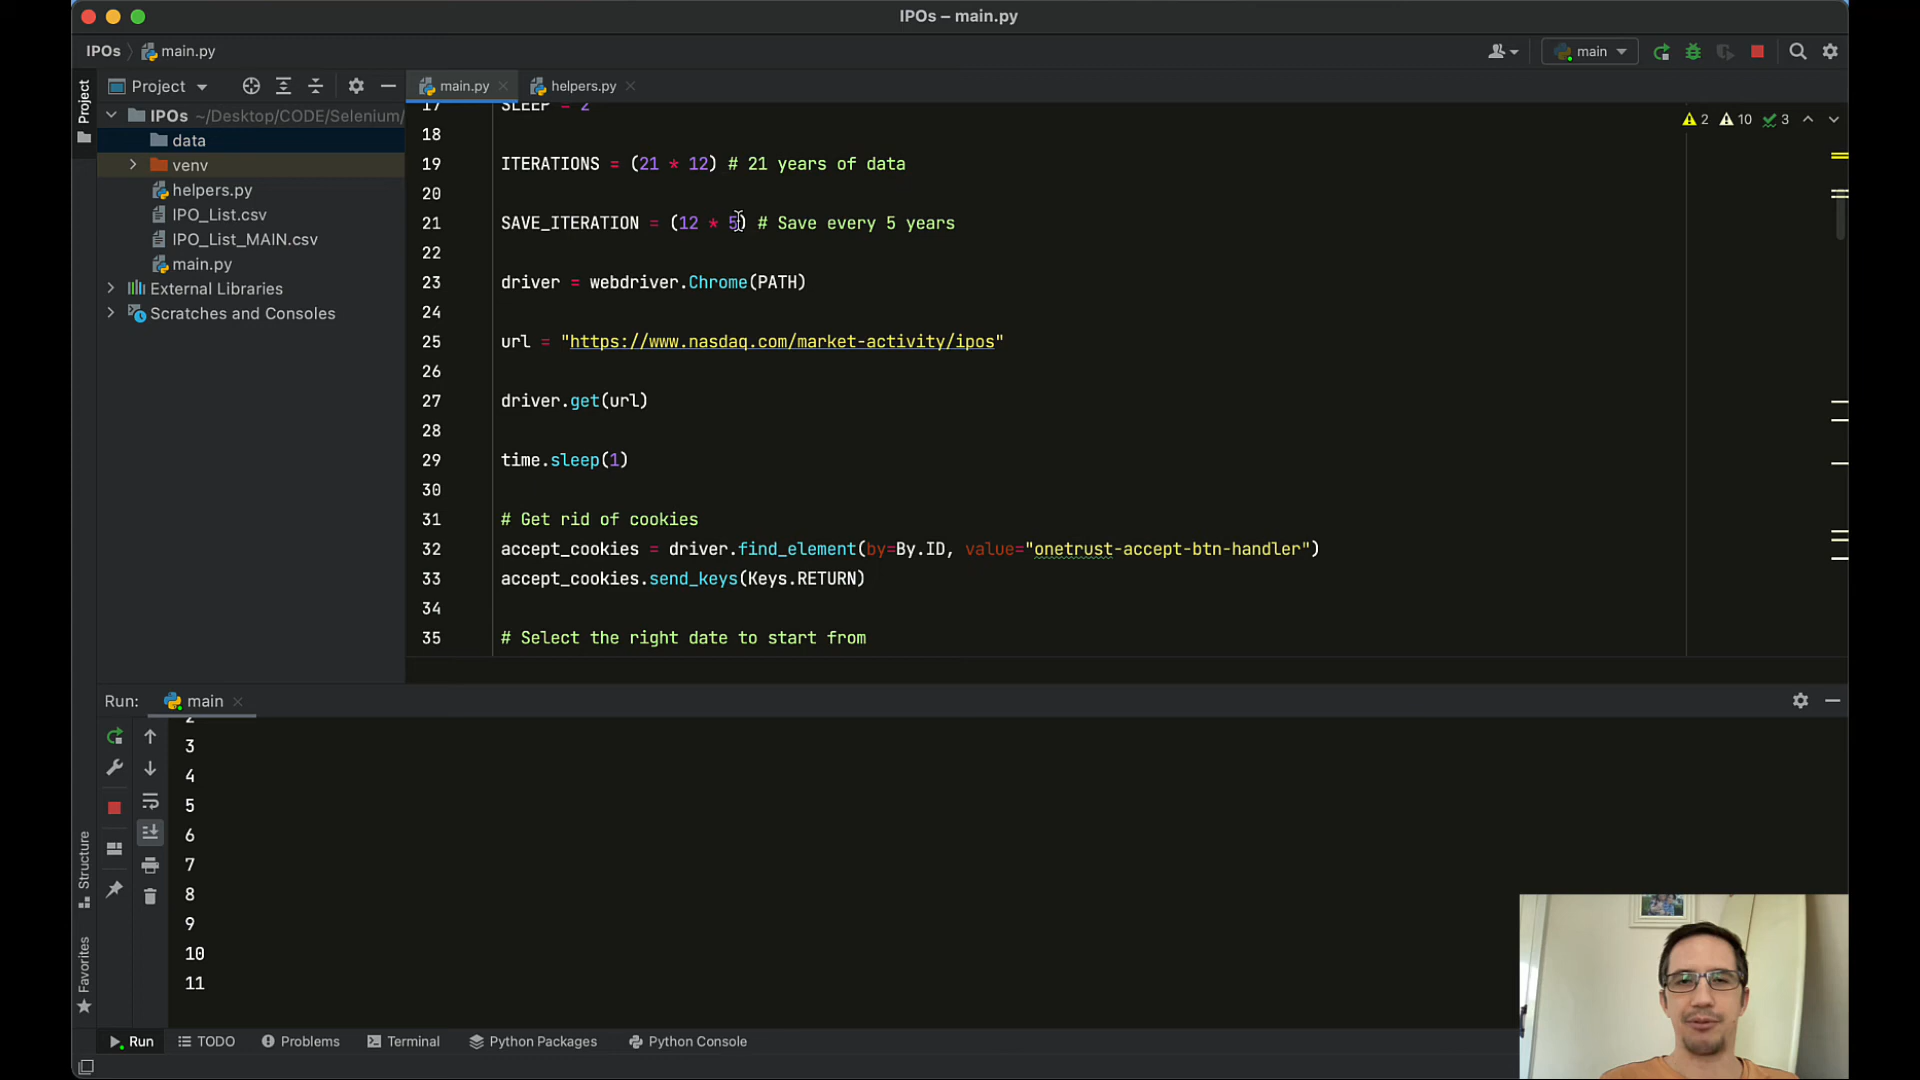 IPOs – main.py
IPOs 〉 main.py
main
Project
Project
main.py
helpers.py
IPOs ~/Desktop/CODE/Selenium/
data
venv
helpers.py
IPO_List.csv
IPO_List_MAIN.csv
main.py
External Libraries
Scratches and Consoles
2 10 3
17 SLEEP = 2
18
19 ITERATIONS = (21 * 12) # 21 years of data
20
21 SAVE_ITERATION = (12 * 5) # Save every 5 years
22
23 driver = webdriver.Chrome(PATH)
24
25 url = "https://www.nasdaq.com/market-activity/ipos"
26
27 driver.get(url)
28
29 time.sleep(1)
30
31 # Get rid of cookies
32 accept_cookies = driver.find_element(by=By.ID, value="onetrust-accept-btn-handler")
33 accept_cookies.send_keys(Keys.RETURN)
34
35 # Select the right date to start from
Run: main
2
3
4
5
6
7
8
9
10
11
Structure
Favorites
Run
TODO
Problems
Terminal
Python Packages
Python Console